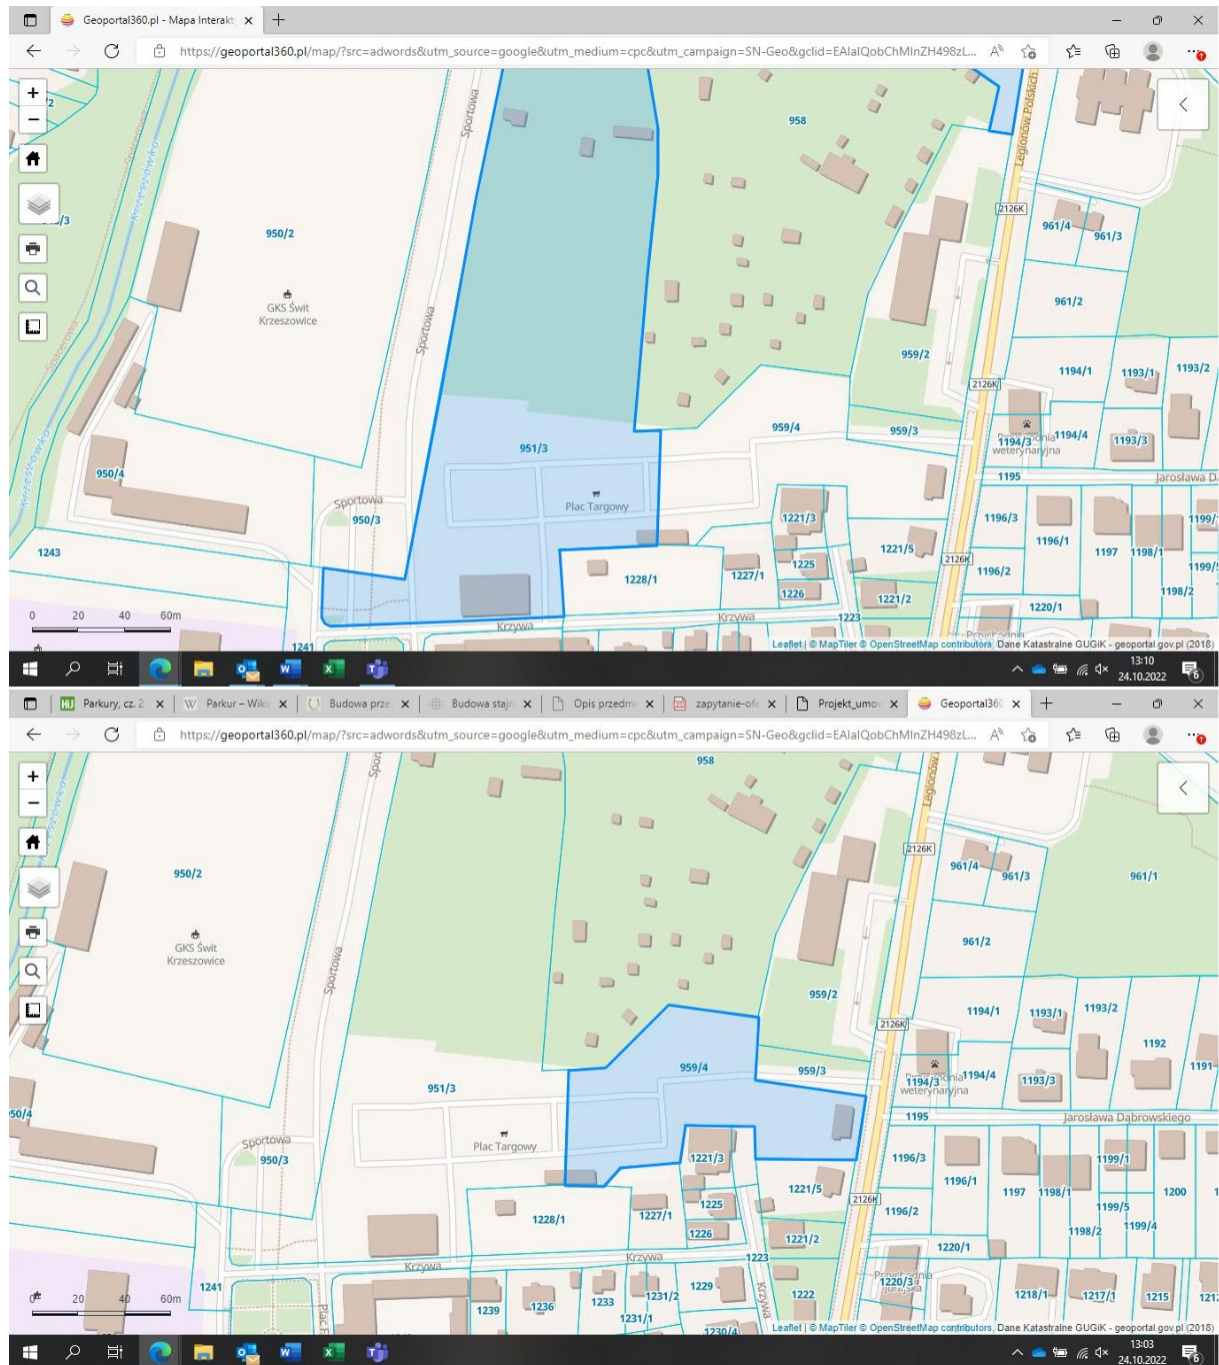 Geoportal360.pl - Mapa Interakt
https://geoportal360.pl/map/?src=adwords&utm_source=google&utm_medium=cpc&utm_campaign=SN-Geo&gclid=EAIaIQobChMInZH498zL...
958
Legionów Polskich
Sportowa
Spacerowa
Krzeszówka
2126K
961/4
961/3
950/2
GKS Świt
Krzeszowice
961/2
Sportowa
Spacerowa
959/2
1194/1
1193/1
1193/2
2126K
959/4
959/3
951/3
1194/3
1194/4
1193/3
weterynaryjna
Krzeszówka
950/4
1195
Jarosława D
Sportowa
950/3
Plac Targowy
1221/3
1196/3
1199/
1196/1
1197
1198/1
1243
1221/5
2126K
1225
1196/2
1199/
1228/1
1227/1
1226
1221/2
1198/2
0 20 40 60m
1220/1
1223
Krzywa
Krzywa
1241
Leaflet | © MapTiler © OpenStreetMap contributors, Dane Katastralne GUGiK - geoportal.gov.pl (2018)
13:10
24.10.2022
Parkury, cz. 2
Parkur – Wiki
Budowa prze
Budowa stajn
Opis przedmi
zapytanie-ofe
Projekt_umow
Geoportal360
https://geoportal360.pl/map/?src=adwords&utm_source=google&utm_medium=cpc&utm_campaign=SN-Geo&gclid=EAIaIQobChMInZH498zL...
958
2126K
961/4
961/3
961/1
950/2
GKS Świt
Krzeszowice
961/2
Sportowa
959/2
1194/1
1193/1
1193/2
2126K
1192
959/4
959/3
1191
951/3
1194/3
1194/4
1193/3
weterynaryjna
950/4
1195
Jarosława Dąbrowskiego
Sportowa
Plac Targowy
950/3
1221/3
1196/3
1199/1
1196/1
1197
1198/1
1200
1221/5
2126K
1225
1196/2
1199/5
1228/1
1227/1
1226
1221/2
1198/2
1199/4
1220/1
Krzywa
1223
Krzywa
1241
1220/3
0 20 40 60m
1239
1236
1233
1231/2
1229
Krzywa
1222
1218/1
1217/1
1215
1231/1
1230/4
Leaflet | © MapTiler © OpenStreetMap contributors, Dane Katastralne GUGiK - geoportal.gov.pl (2018)
13:03
24.10.2022